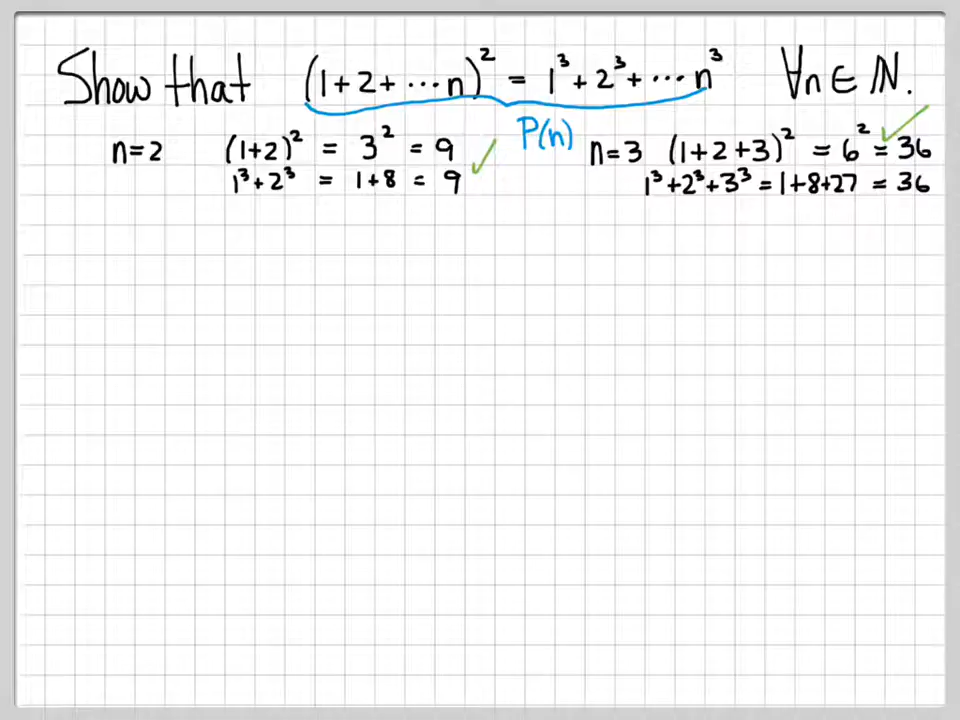 Show that (1+2+⋯n)² = 1³+2³+⋯n³ ∀n∈ℕ.
P(n)
n=2 (1+2)² = 3² = 9 ✓ n=3 (1+2+3)² = 6² = 36 ✓
1³+2³ = 1+8 = 9 1³+2³+3³ = 1+8+27 = 36